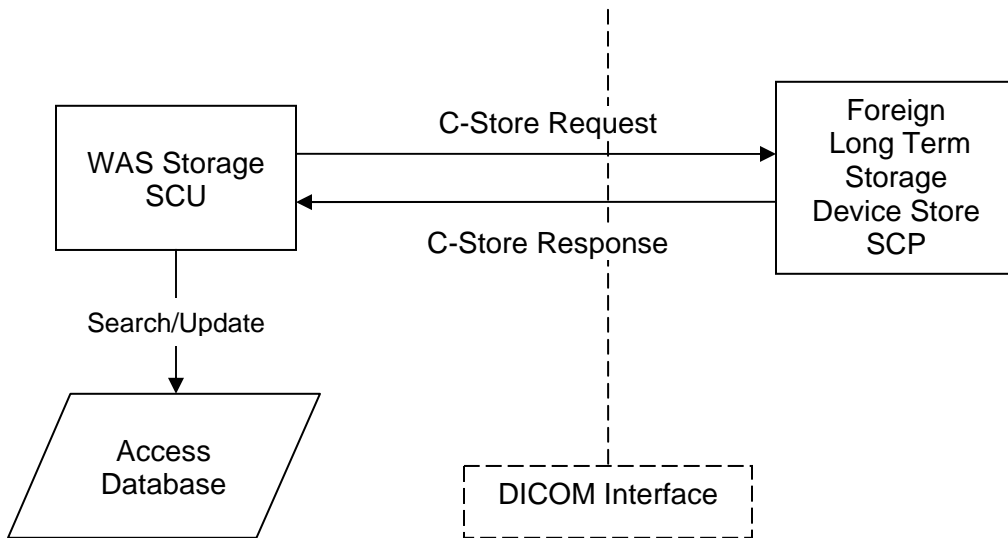 C-Store Request
WAS Storage
SCU
Foreign
Long Term
Storage
Device Store
SCP
C-Store Response
Search/Update
Access
Database
DICOM Interface